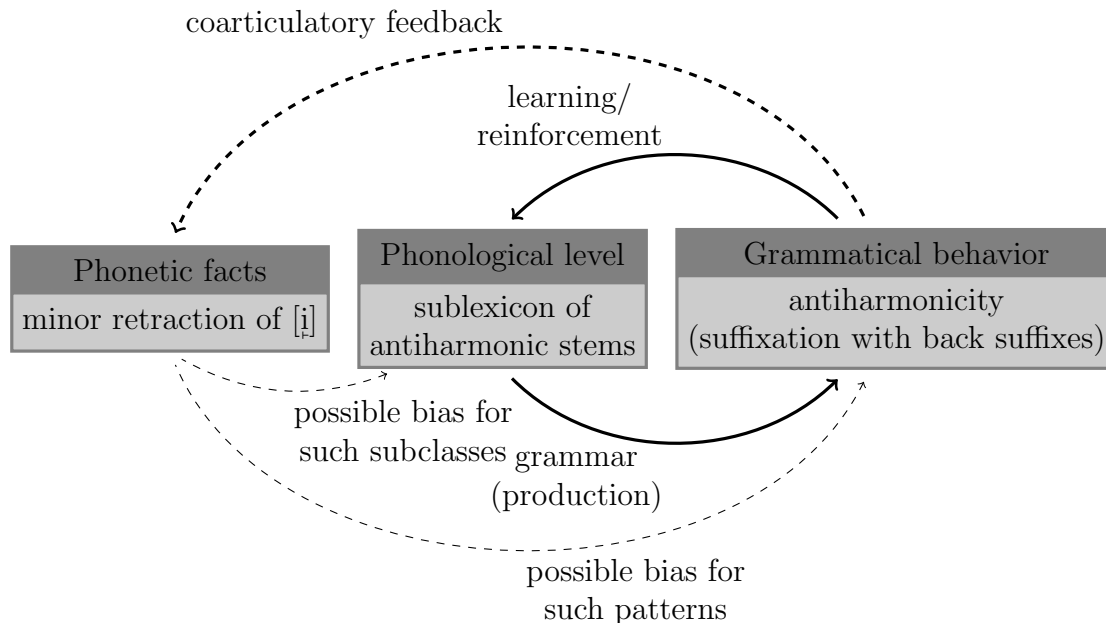 coarticulatory feedback
learning/
reinforcement
Phonetic facts
minor retraction of [i̠]
Phonological level
sublexicon of
antiharmonic stems
Grammatical behavior
antiharmonicity
(suffixation with back suffixes)
possible bias for
such subclasses
grammar
(production)
possible bias for
such patterns